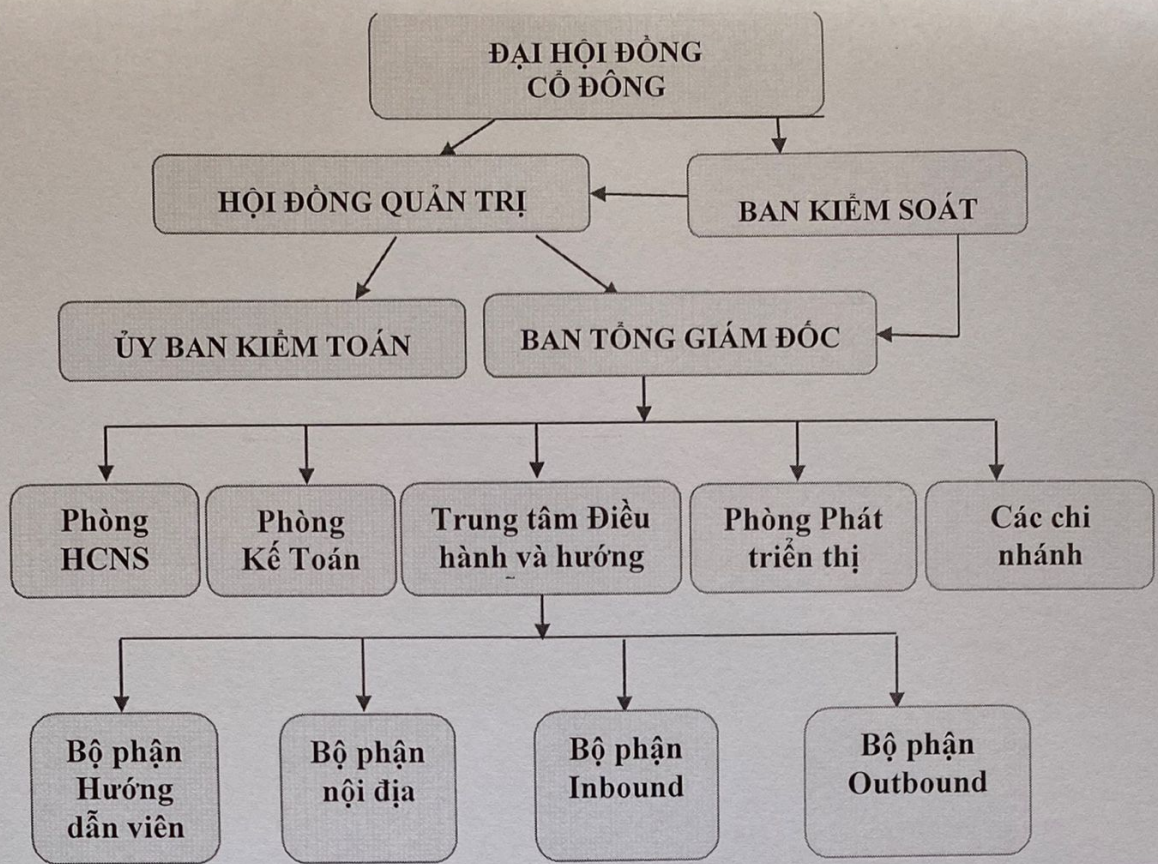 ĐẠI HỘI ĐỒNG
CỔ ĐÔNG
HỘI ĐỒNG QUẢN TRỊ
BAN KIỂM SOÁT
ỦY BAN KIỂM TOÁN
BAN TỔNG GIÁM ĐỐC
Phòng
HCNS
Phòng
Kế Toán
Trung tâm Điều
hành và hướng
Phòng Phát
triển thị
Các chi
nhánh
Bộ phận
Hướng
dẫn viên
Bộ phận
nội địa
Bộ phận
Inbound
Bộ phận
Outbound